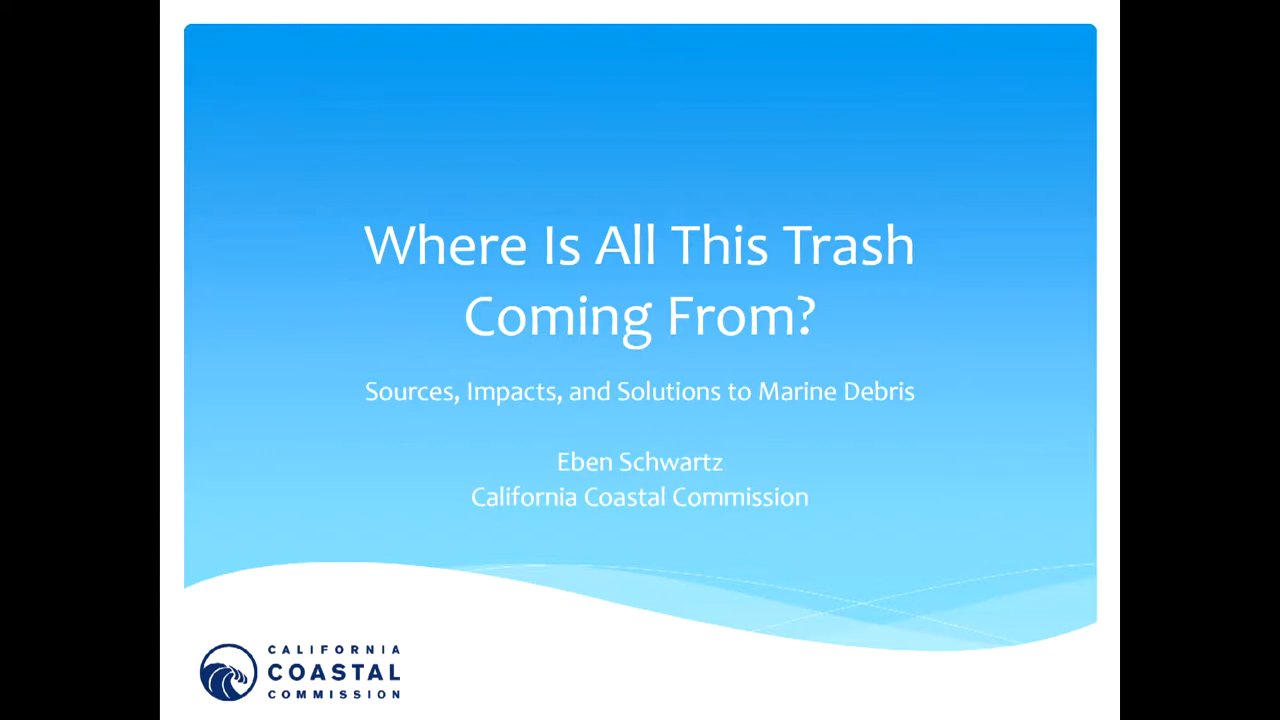 Where Is All This Trash
Coming From?
Sources, Impacts, and Solutions to Marine Debris
Eben Schwartz
California Coastal Commission
CALIFORNIA
COASTAL
COMMISSION